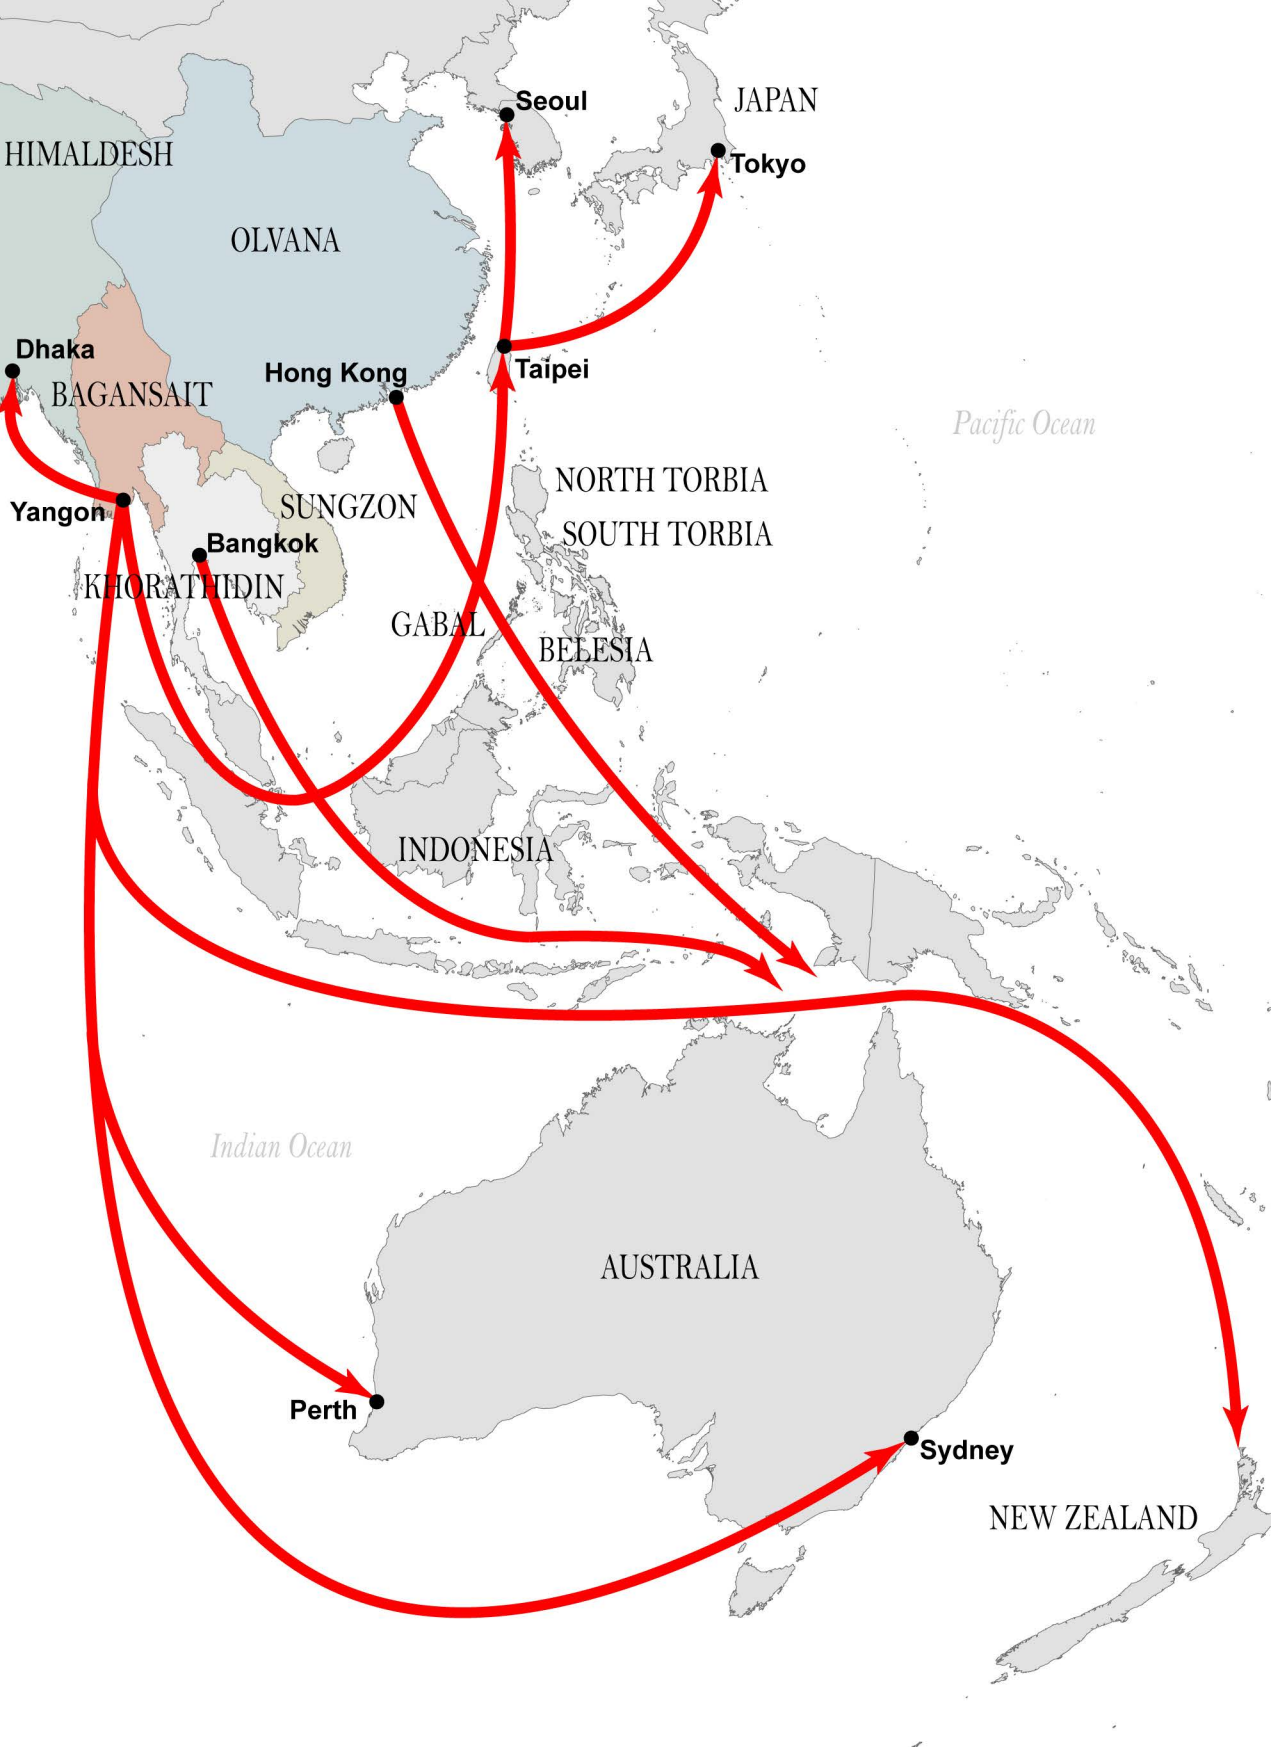 Seoul
JAPAN
HIMALDESH
Tokyo
OLVANA
Dhaka
Hong Kong
Taipei
BAGANSAIT
Pacific Ocean
NORTH TORBIA
SUNGZON
Yangon
SOUTH TORBIA
Bangkok
KHORATHIDIN
GABAL
BELESIA
INDONESIA
Indian Ocean
AUSTRALIA
Perth
Sydney
NEW ZEALAND